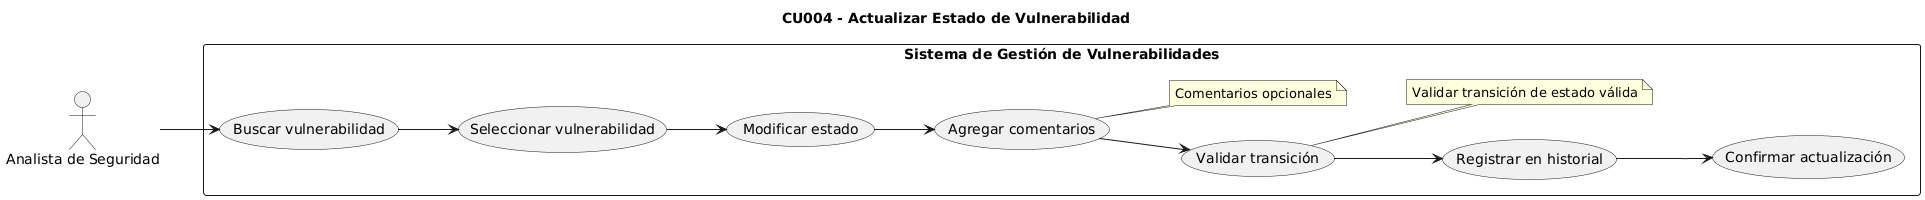 CU004 - Actualizar Estado de Vulnerabilidad
Sistema de Gestión de Vulnerabilidades
Analista de Seguridad
Buscar vulnerabilidad
Seleccionar vulnerabilidad
Modificar estado
Agregar comentarios
Comentarios opcionales
Validar transición
Validar transición de estado válida
Registrar en historial
Confirmar actualización